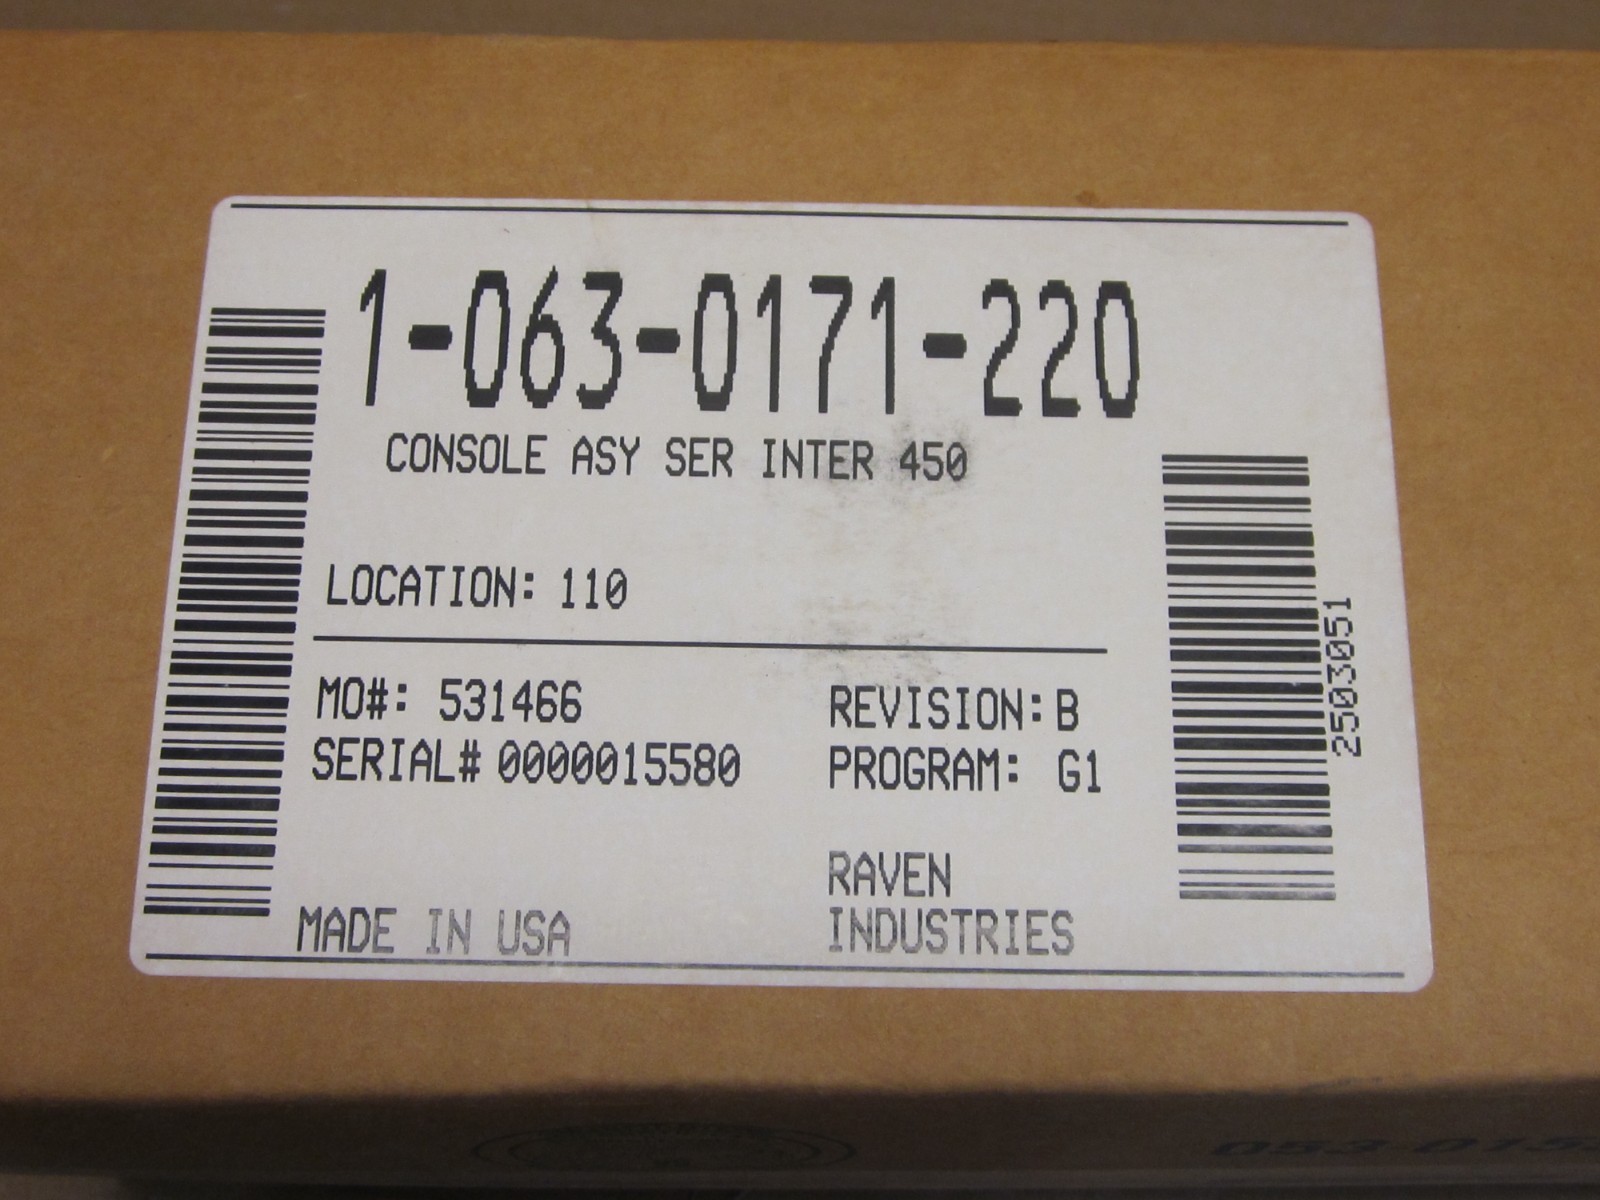 1-063-0171-220
CONSOLE ASY SER INTER 450
LOCATION: 110
MO#: 531466
REVISION: B
SERIAL# 0000015580
PROGRAM: G1
RAVEN
INDUSTRIES
MADE IN USA
2503051